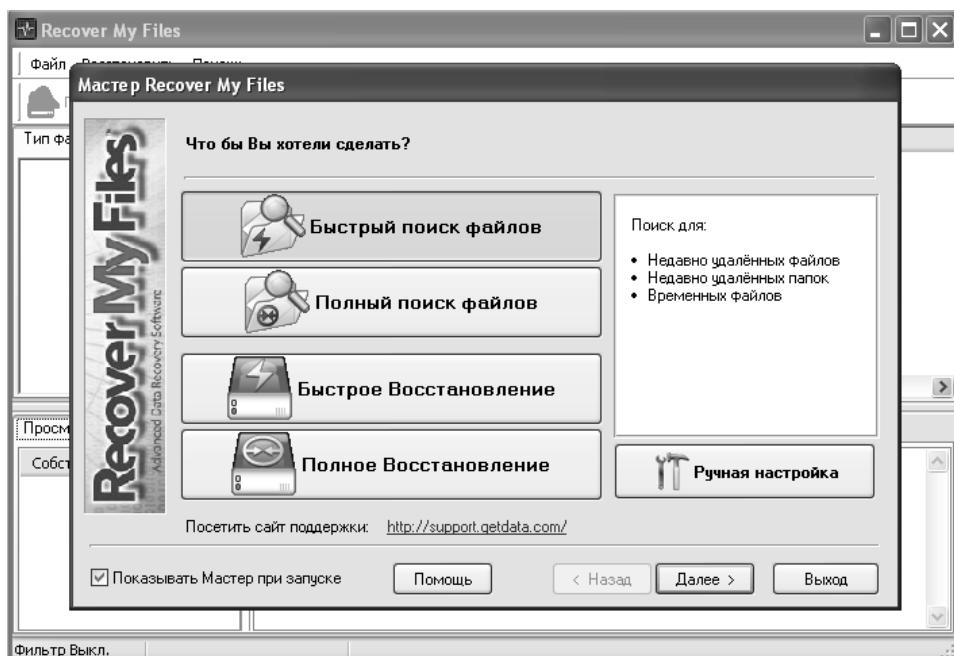 Recover My Files
Файл
Мастер Recover My Files
Тип фа
Что бы Вы хотели сделать?
Recover My Files
Advanced Data Recovery Software
Быстрый поиск файлов
Полный поиск файлов
Быстрое Восстановление
Полное Восстановление
Поиск для:
• Недавно удалённых файлов
• Недавно удалённых папок
• Временных файлов
Просм
Собст
Ручная настройка
Посетить сайт поддержки: http://support.getdata.com/
Показывать Мастер при запуске
Помощь
< Назад
Далее >
Выход
Фильтр Выкл.